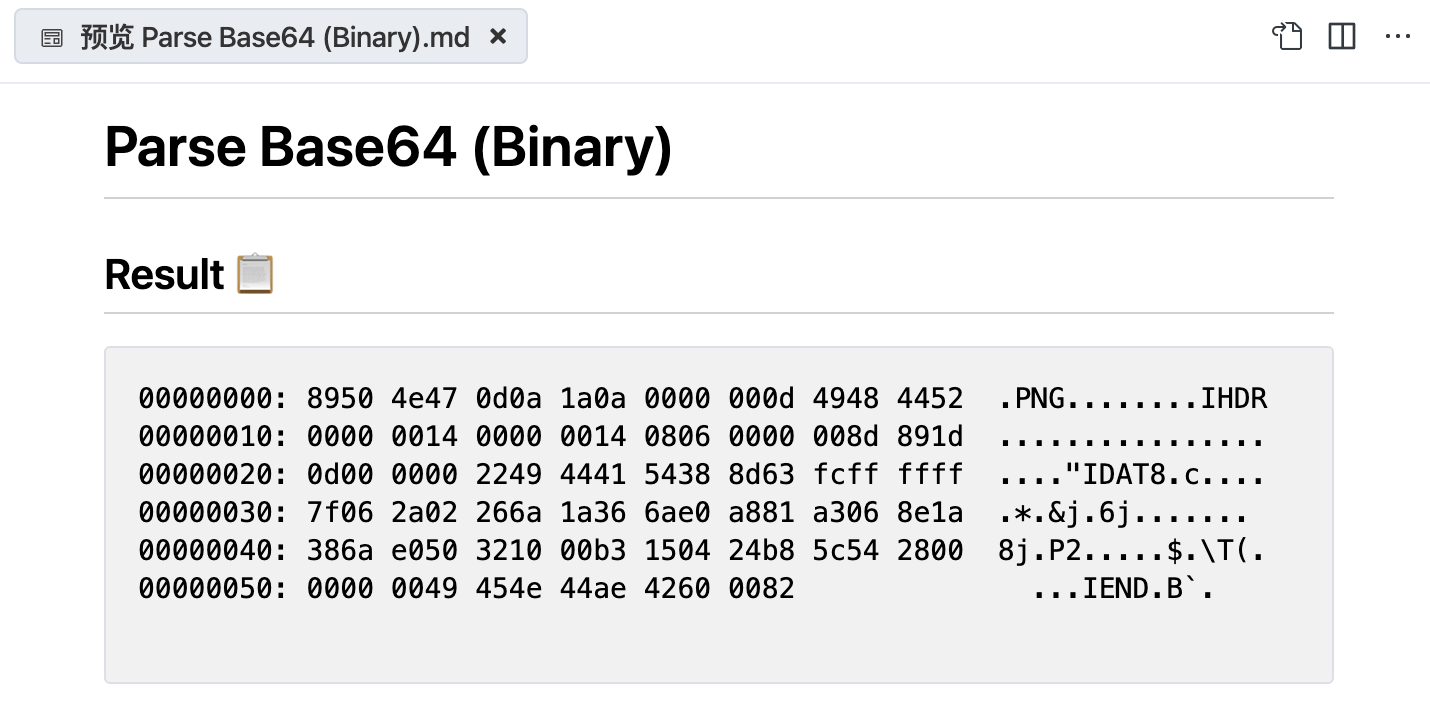 预览 Parse Base64 (Binary).md
Parse Base64 (Binary)
Result 📋
00000000: 8950 4e47 0d0a 1a0a 0000 000d 4948 4452  .PNG........IHDR
00000010: 0000 0014 0000 0014 0806 0000 008d 891d  ................
00000020: 0d00 0000 2249 4441 5438 8d63 fcff ffff  ...."IDAT8.c....
00000030: 7f06 2a02 266a 1a36 6ae0 a881 a306 8e1a  .*.&j.6j.......
00000040: 386a e050 3210 00b3 1504 24b8 5c54 2800  8j.P2.....$.\T(.
00000050: 0000 0049 454e 44ae 4260 0082  ...IEND.B`.